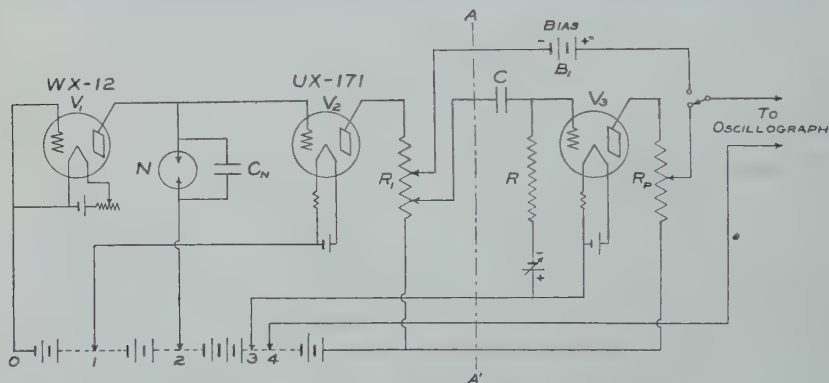 A
BIAS
- +-
B1
WX-12
V1
UX-171
V2
C
V3
TO
OSCILLOGRAPH
N
CN
R1
R
RP
-
+
0 1 2 3 4
A'